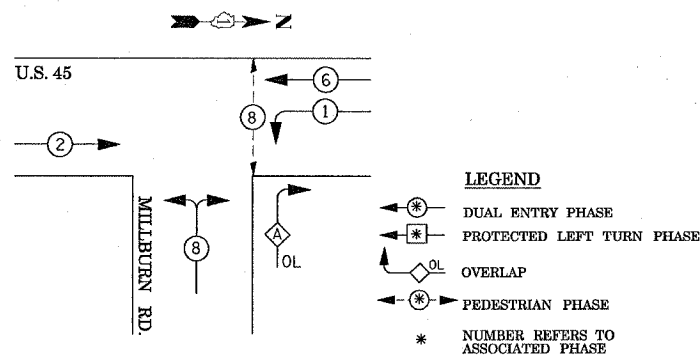 N
U.S. 45
6
1
8
2
MILLBURN RD.
8
A
OL
LEGEND
* DUAL ENTRY PHASE
* PROTECTED LEFT TURN PHASE
OL OVERLAP
* PEDESTRIAN PHASE
* NUMBER REFERS TO
ASSOCIATED PHASE